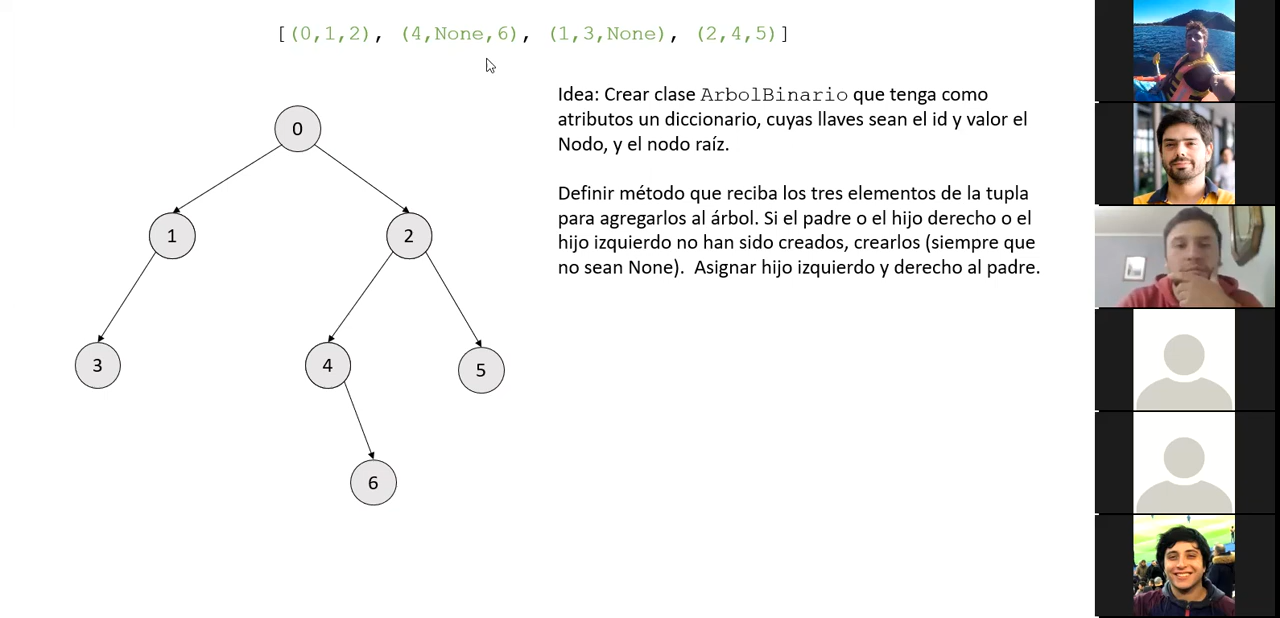 [(0,1,2), (4,None,6), (1,3,None), (2,4,5)]
Idea: Crear clase ArbolBinario que tenga como
atributos un diccionario, cuyas llaves sean el id y valor el
Nodo, y el nodo raíz.
Definir método que reciba los tres elementos de la tupla
para agregarlos al árbol. Si el padre o el hijo derecho o el
hijo izquierdo no han sido creados, crearlos (siempre que
no sean None).  Asignar hijo izquierdo y derecho al padre.
0
1
2
3
4
5
6